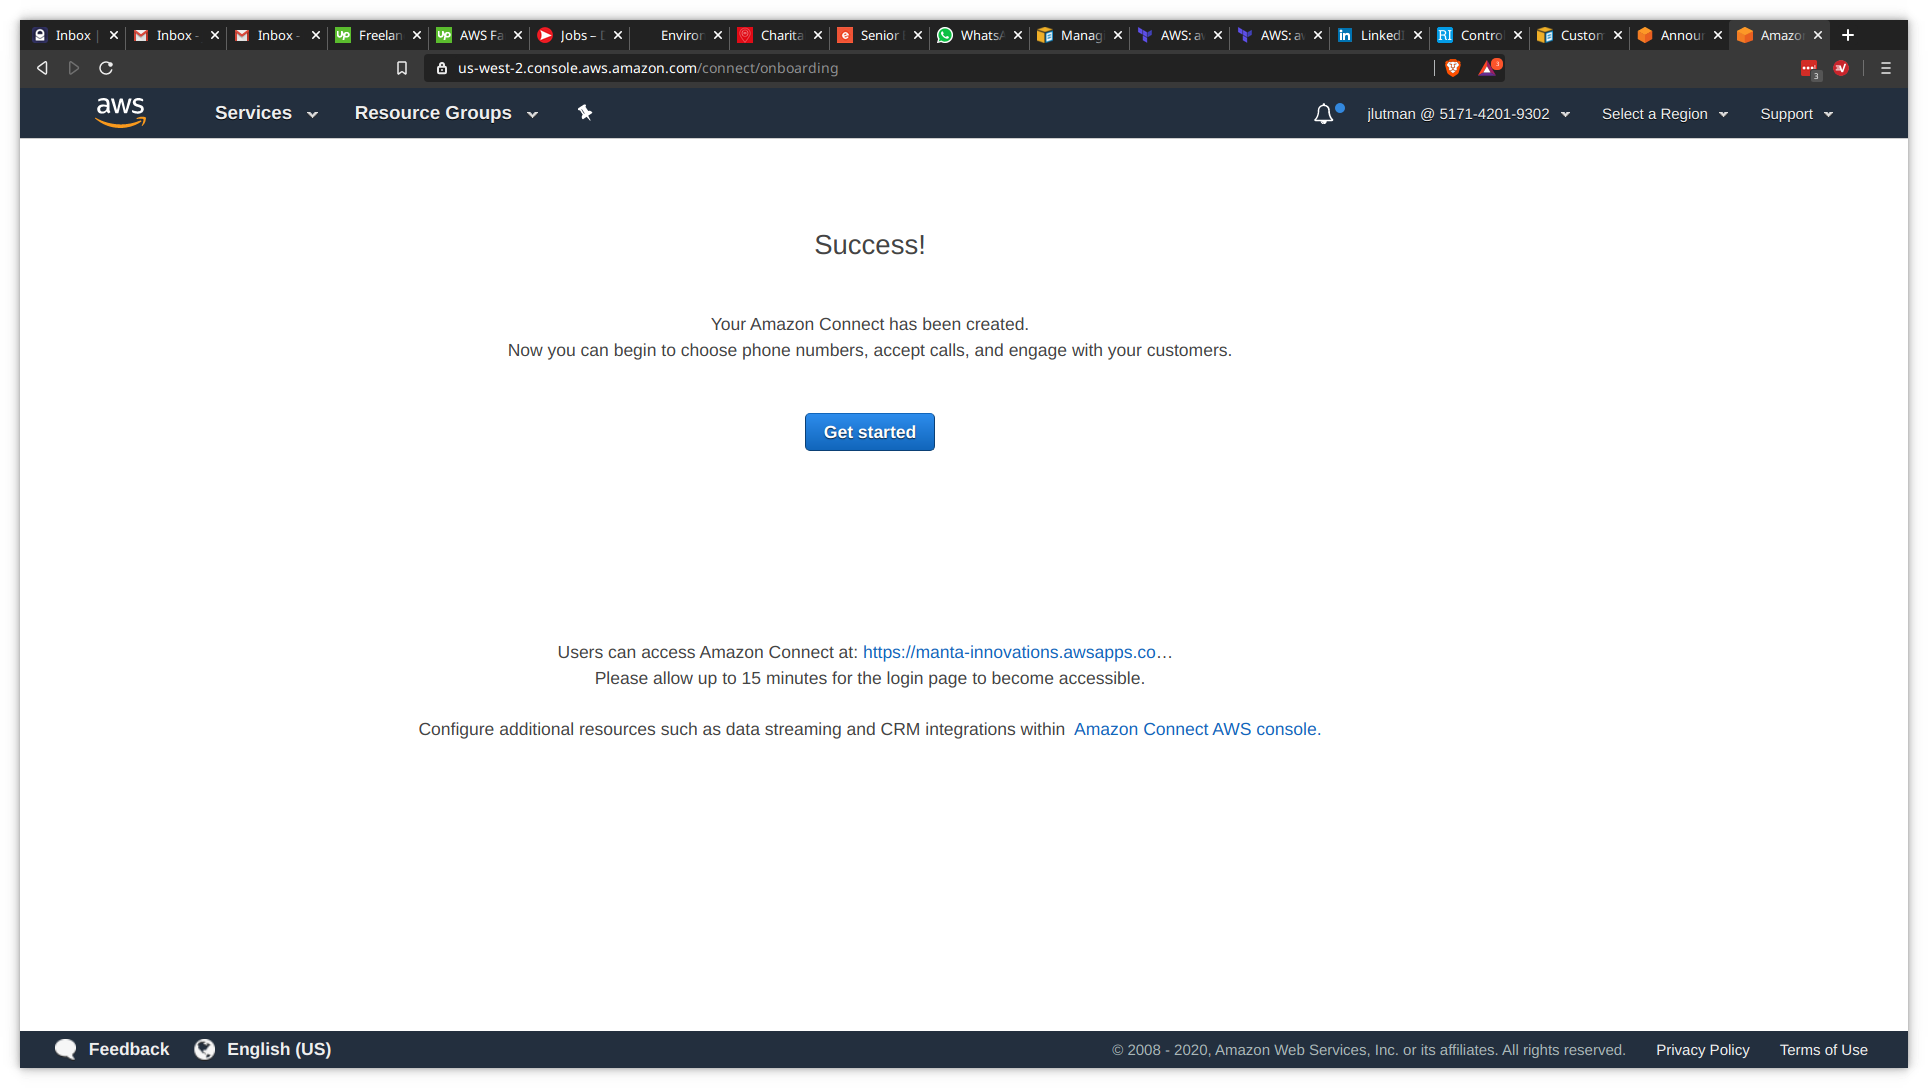 Inbox | Inbox - Inbox - Freelan AWS Fa Jobs – Environ Charita Senior WhatsA Manag AWS: a AWS: a LinkedI Contro Custom Annou Amazo
us-west-2.console.aws.amazon.com/connect/onboarding
3
3
aws Services Resource Groups jlutman @ 5171-4201-9302 Select a Region Support
Success!
Your Amazon Connect has been created.
Now you can begin to choose phone numbers, accept calls, and engage with your customers.
Get started
Users can access Amazon Connect at: https://manta-innovations.awsapps.co…
Please allow up to 15 minutes for the login page to become accessible.
Configure additional resources such as data streaming and CRM integrations within Amazon Connect AWS console.
Feedback English (US) © 2008 - 2020, Amazon Web Services, Inc. or its affiliates. All rights reserved. Privacy Policy Terms of Use